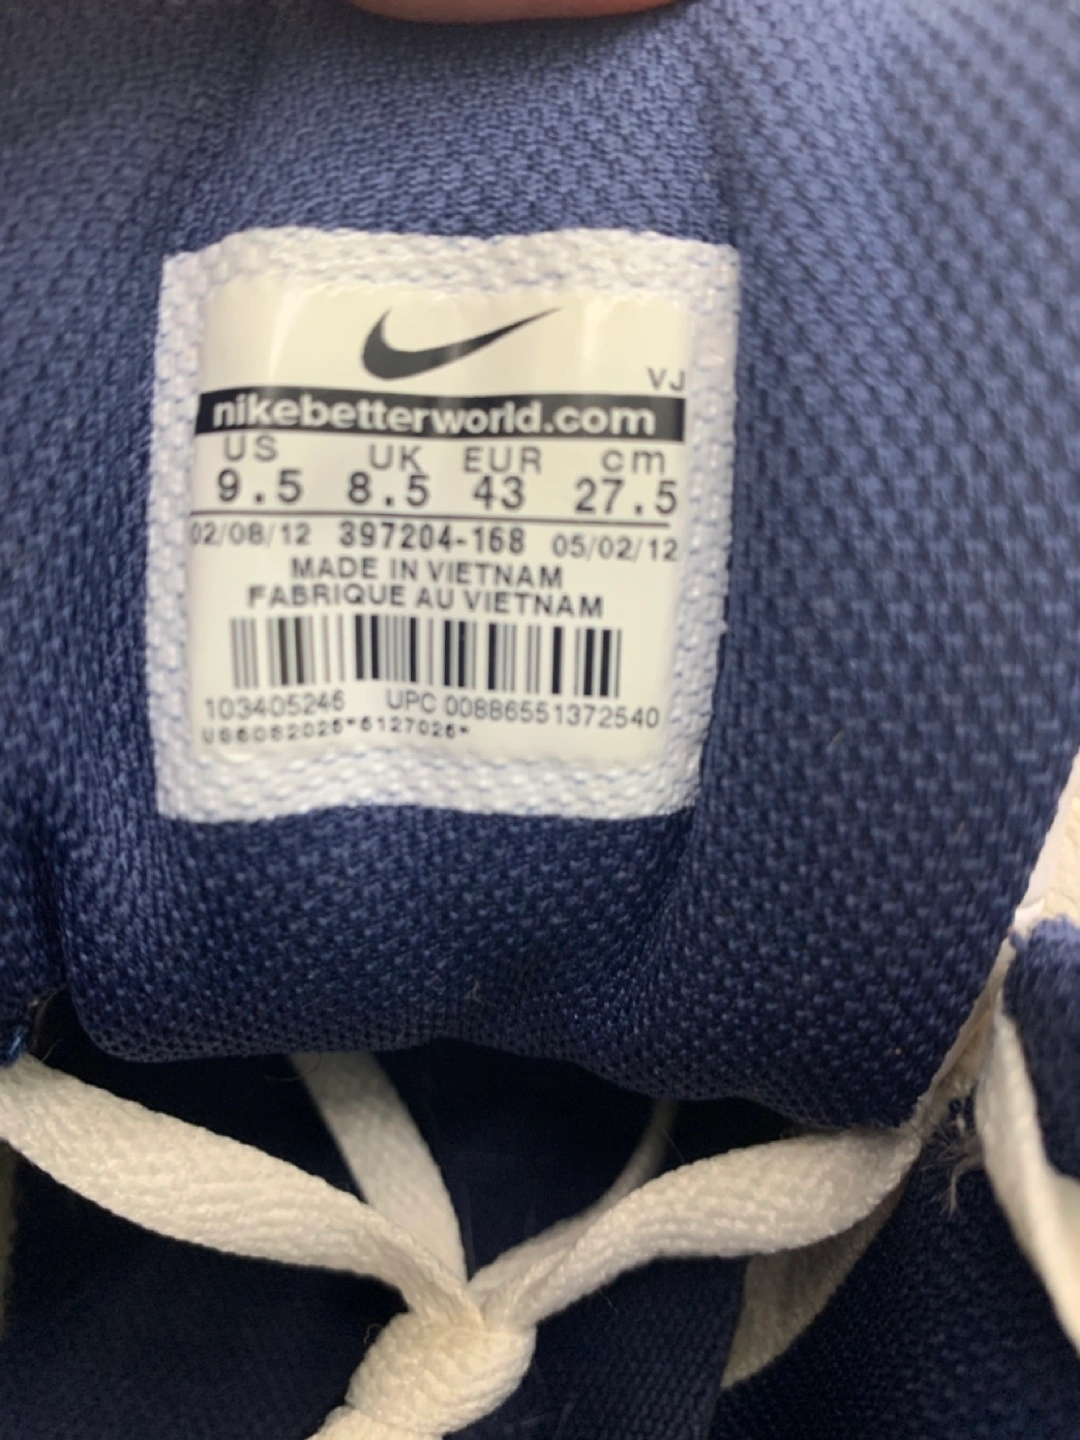 VJ
nikebetterworld.com
US UK EUR cm
9.5 8.5 43 27.5
02/08/12 397204-168 05/02/12
MADE IN VIETNAM
FABRIQUE AU VIETNAM
103405246 UPC 00886551372540